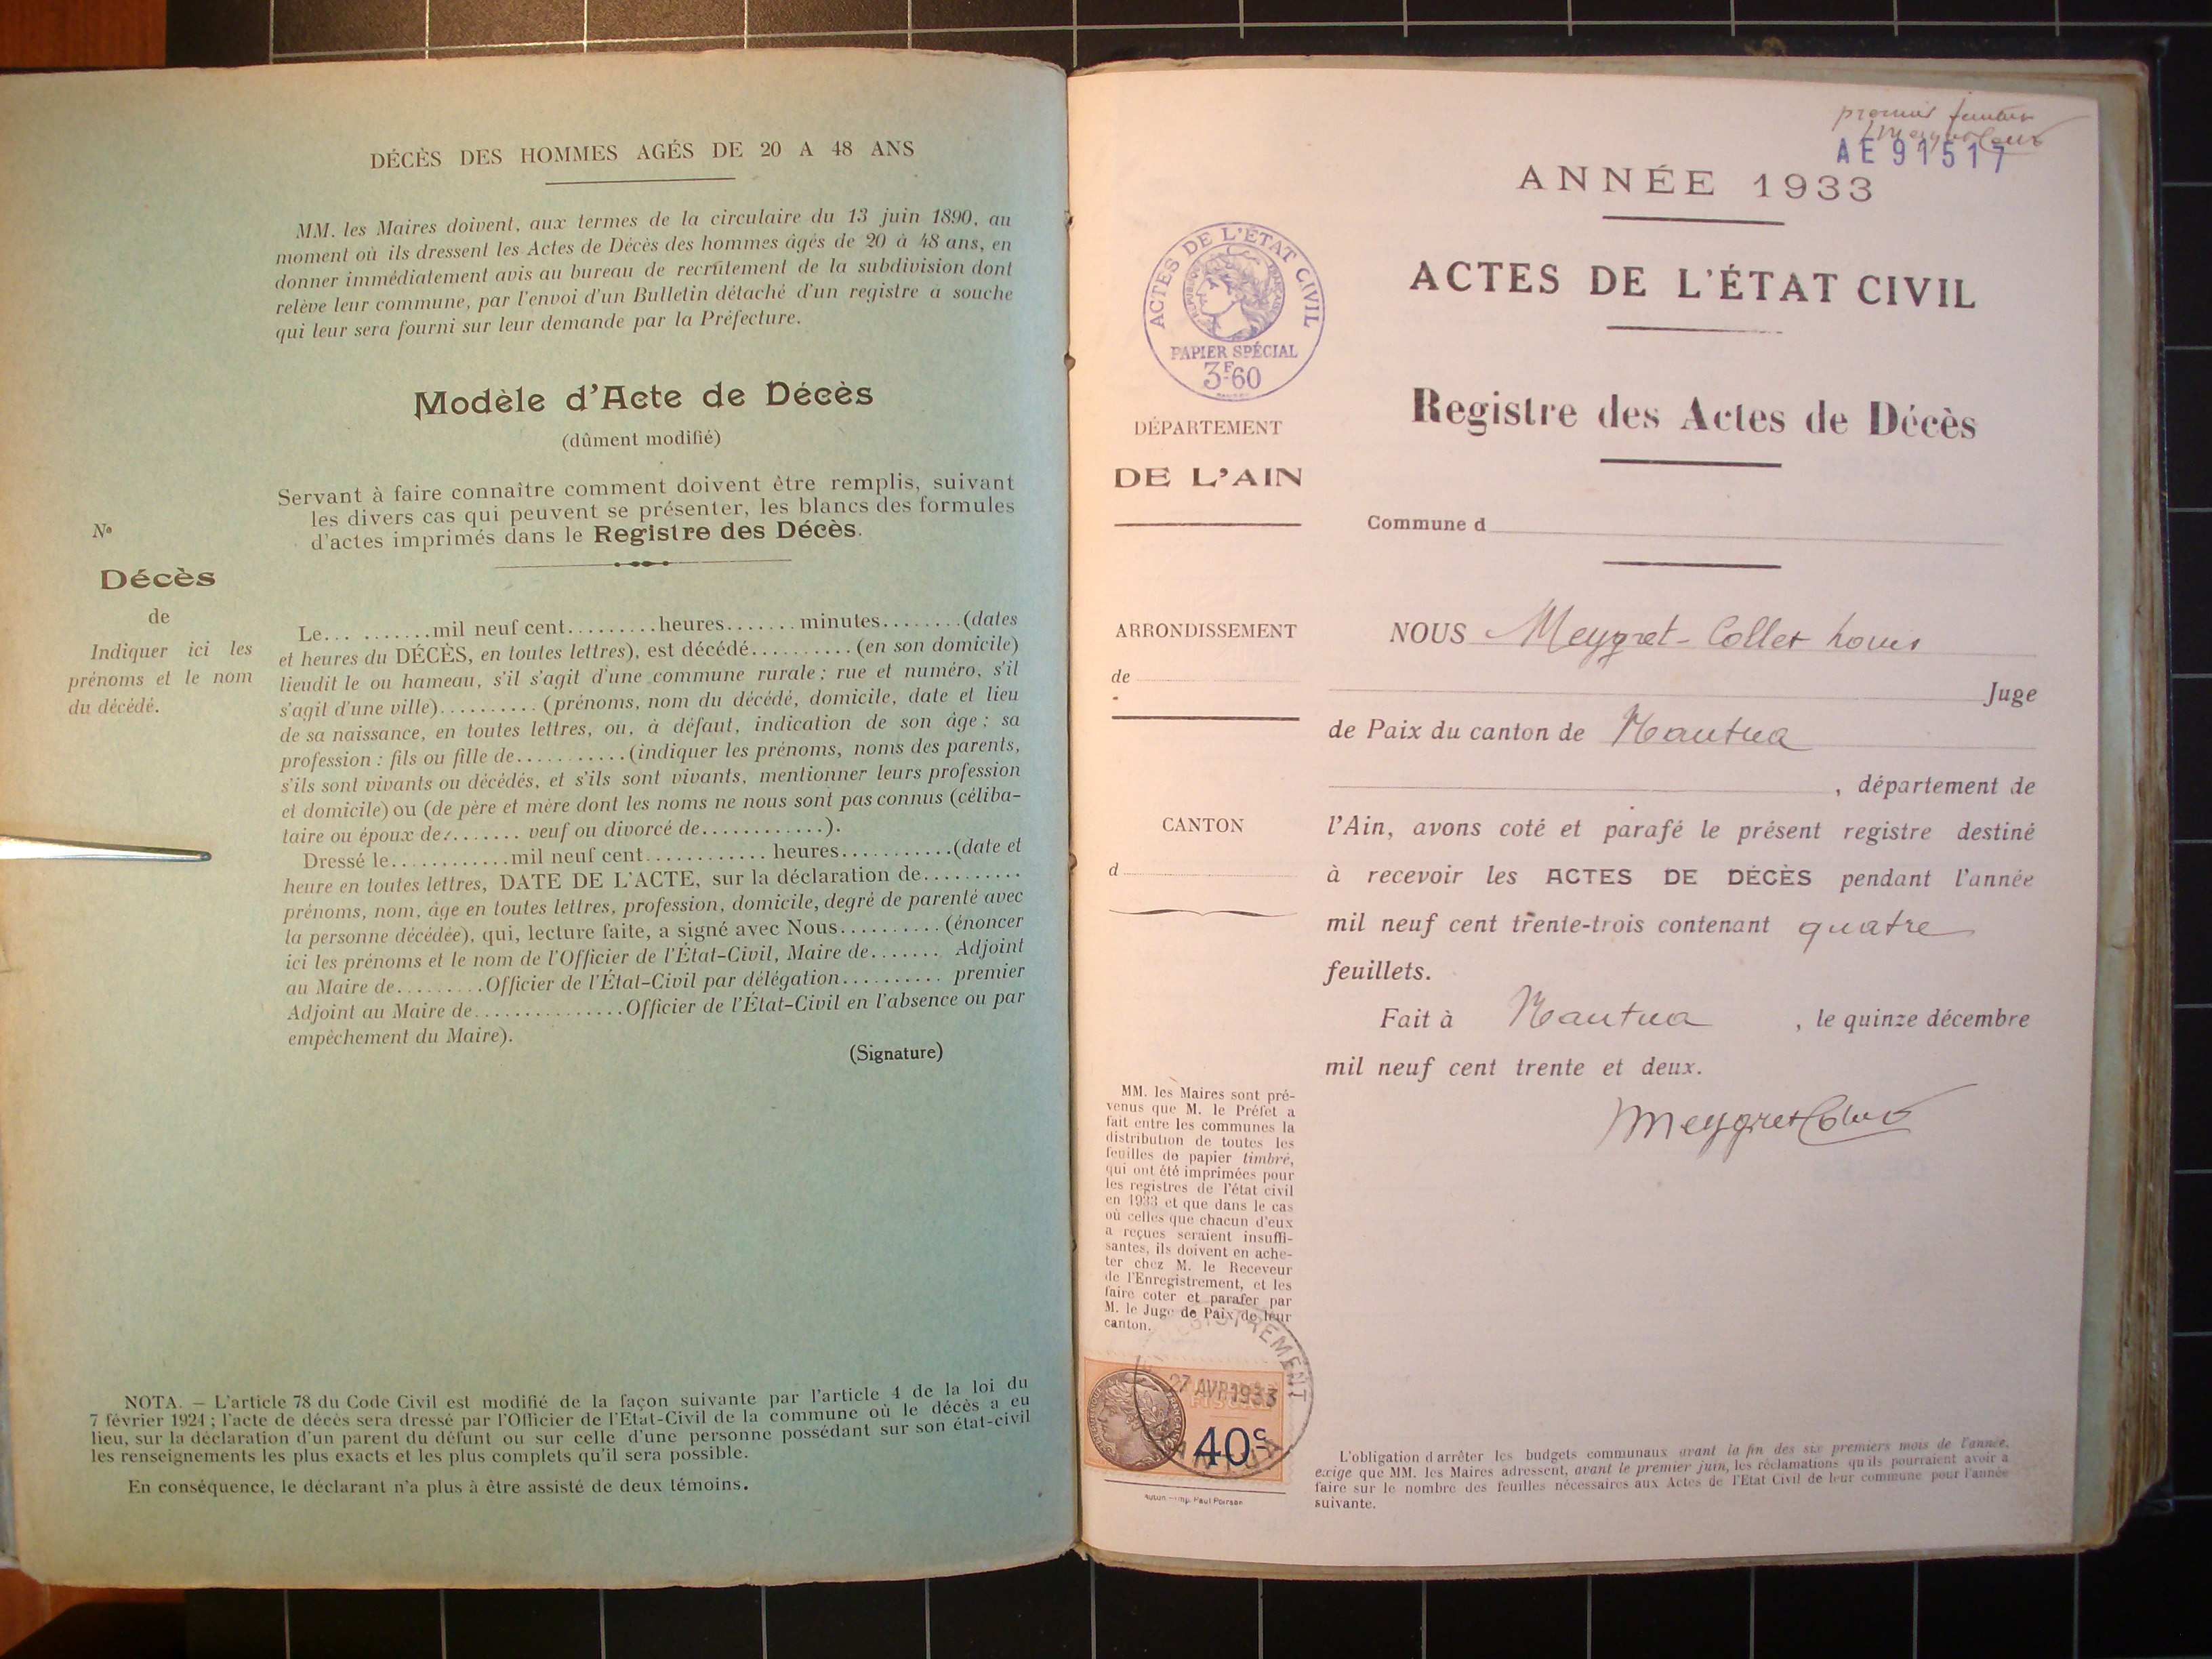 DÉCÈS DES HOMMES AGÉS DE 20 A 48 ANS
MM. les Maires doivent, aux termes de la circulaire du 13 juin 1890, au
moment où ils dressent les Actes de Décès des hommes âgés de 20 à 48 ans, en
donner immédiatement avis au bureau de recrutement de la subdivision dont
relève leur commune, par l'envoi d'un Bulletin détaché d'un registre a souche
qui leur sera fourni sur leur demande par la Préfecture.
Modèle d'Acte de Décès
(dûment modifié)
Servant à faire connaître comment doivent être remplis, suivant
les divers cas qui peuvent se présenter, les blancs des formules
d'actes imprimés dans le Registre des Décès.
N°
Décès
de
Indiquer ici les
prénoms et le nom
du décédé.
Le... .......mil neuf cent.........heures....... minutes........(dates
et heures du DÉCÈS, en toutes lettres), est décédé.......... (en son domicile)
lieudit le ou hameau, s'il s'agit d'une commune rurale ; rue et numéro, s'il
s'agit d'une ville).......... (prénoms, nom du décédé, domicile, date et lieu
de sa naissance, en toutes lettres, ou, à défaut, indication de son âge ; sa
profession : fils ou fille de...........(indiquer les prénoms, noms des parents,
s'ils sont vivants ou décédés, et s'ils sont vivants, mentionner leurs profession
et domicile) ou (de père et mère dont les noms ne nous sont pas connus (céliba-
taire ou époux de:....... veuf ou divorcé de............).
Dressé le............mil neuf cent............ heures...........(date et
heure en toutes lettres, DATE DE L'ACTE, sur la déclaration de..........
prénoms, nom, âge en toutes lettres, profession, domicile, degré de parenté avec
la personne décédée), qui, lecture faite, a signé avec Nous.......... (énoncer
ici les prénoms et le nom de l'Officier de l'État-Civil, Maire de....... Adjoint
au Maire de.........Officier de l'État-Civil par délégation.......... premier
Adjoint au Maire de...............Officier de l'État-Civil en l'absence ou par
empêchement du Maire).
(Signature)
NOTA. — L'article 78 du Code Civil est modifié de la façon suivante par l'article 4 de la loi du
7 février 1924 ; l'acte de décès sera dressé par l'Officier de l'Etat-Civil de la commune où le décès a eu
lieu, sur la déclaration d'un parent du défunt ou sur celle d'une personne possédant sur son état-civil
les renseignements les plus exacts et les plus complets qu'il sera possible.
En conséquence, le déclarant n'a plus à être assisté de deux témoins.
premier
AE 91517
ANNÉE 1933
ACTES DE L'ÉTAT CIVIL
Registre des Actes de Décès
ACTES DE L'ÉTAT CIVIL
PAPIER SPÉCIAL
3F60
DÉPARTEMENT
DE L'AIN
Commune d
ARRONDISSEMENT
de
CANTON
d
NOUS Meygret-Collet Louis
Juge
de Paix du canton de Nantua
, département de
l'Ain, avons coté et parafé le présent registre destiné
à recevoir les ACTES DE DÉCÈS pendant l'année
mil neuf cent trente-trois contenant quatre
feuillets.
Fait à Nantua , le quinze décembre
mil neuf cent trente et deux.
Meygret Collet
MM. les Maires sont pré-
venus que M. le Préfet a
fait entre les communes la
distribution de toutes les
feuilles de papier timbré,
qui ont été imprimées pour
les registres de l'état civil
en 1933 et que dans le cas
où celles que chacun d'eux
a reçues seraient insuffi-
santes, ils doivent en ache-
ter chez M. le Receveur
de l'Enregistrement, et les
faire coter et parafer par
M. le Juge de Paix de leur
canton.
27 AVR 1933
40c
Imp. Paul Poirson
L'obligation d'arrêter les budgets communaux avant la fin des six premiers mois de l'année,
exige que MM. les Maires adressent, avant le premier juin, les réclamations qu'ils pourraient avoir a
faire sur le nombre des feuilles nécessaires aux Actes de l'Etat Civil de leur commune pour l'année
suivante.